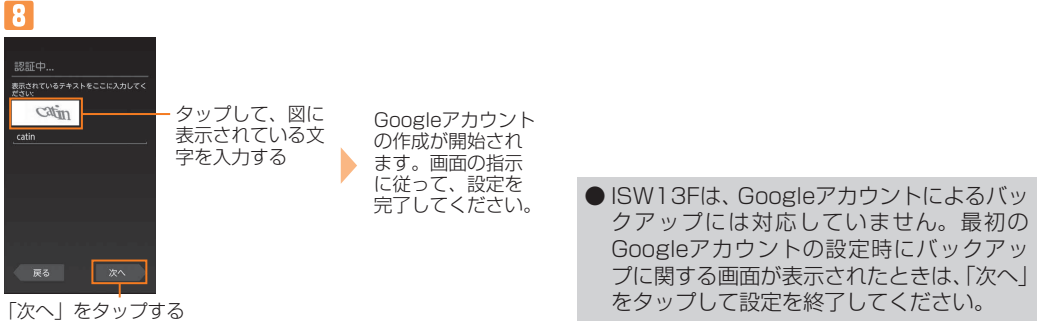 8
認証中...
表示されているテキストをここに入力してく
ださい:
catin
catin
戻る
次へ
「次へ」をタップする
タップして、図に
表示されている文
字を入力する
Googleアカウント
の作成が開始され
ます。画面の指示
に従って、設定を
完了してください。
● ISW13Fは、Googleアカウントによるバッ
クアップには対応していません。最初の
Googleアカウントの設定時にバックアッ
プに関する画面が表示されたときは、「次へ」
をタップして設定を終了してください。